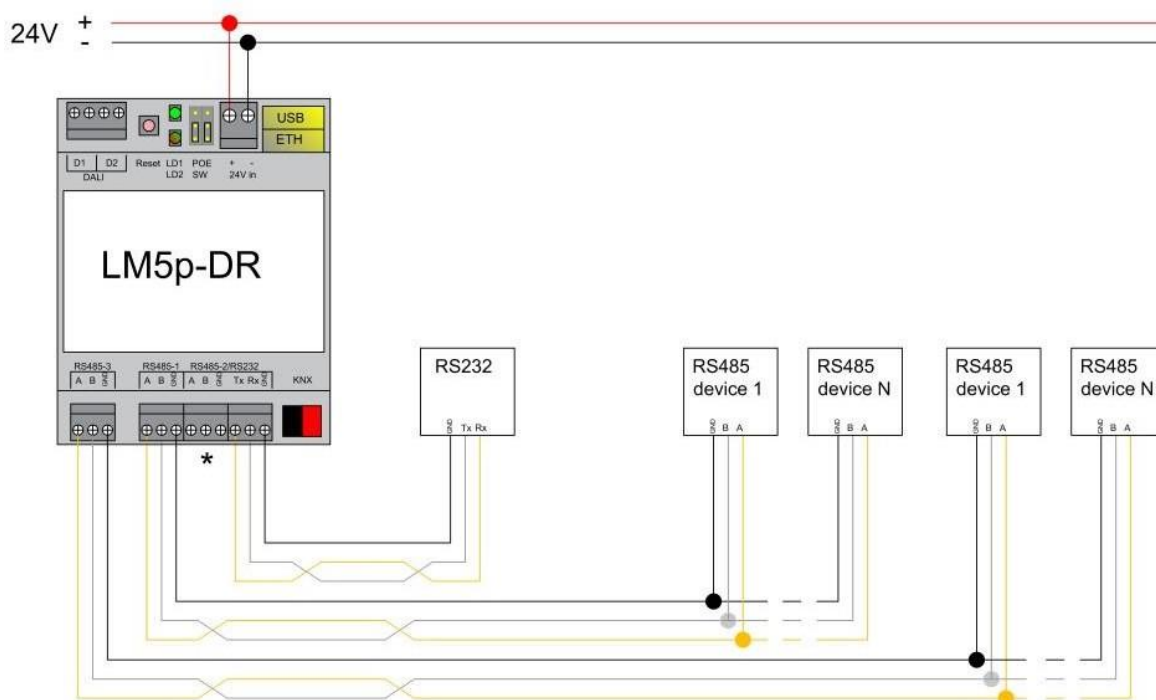 24V + -
USB
ETH
D1 D2 Reset LD1 POE + -
DALI LD2 SW 24V in
LM5p-DR
RS485-3 RS485-1 RS485-2/RS232
A B GND A B GND A B GND Tx Rx GND KNX
*
RS232
GND Tx Rx
RS485
device 1
GND B A
RS485
device N
GND B A
RS485
device 1
GND B A
RS485
device N
GND B A